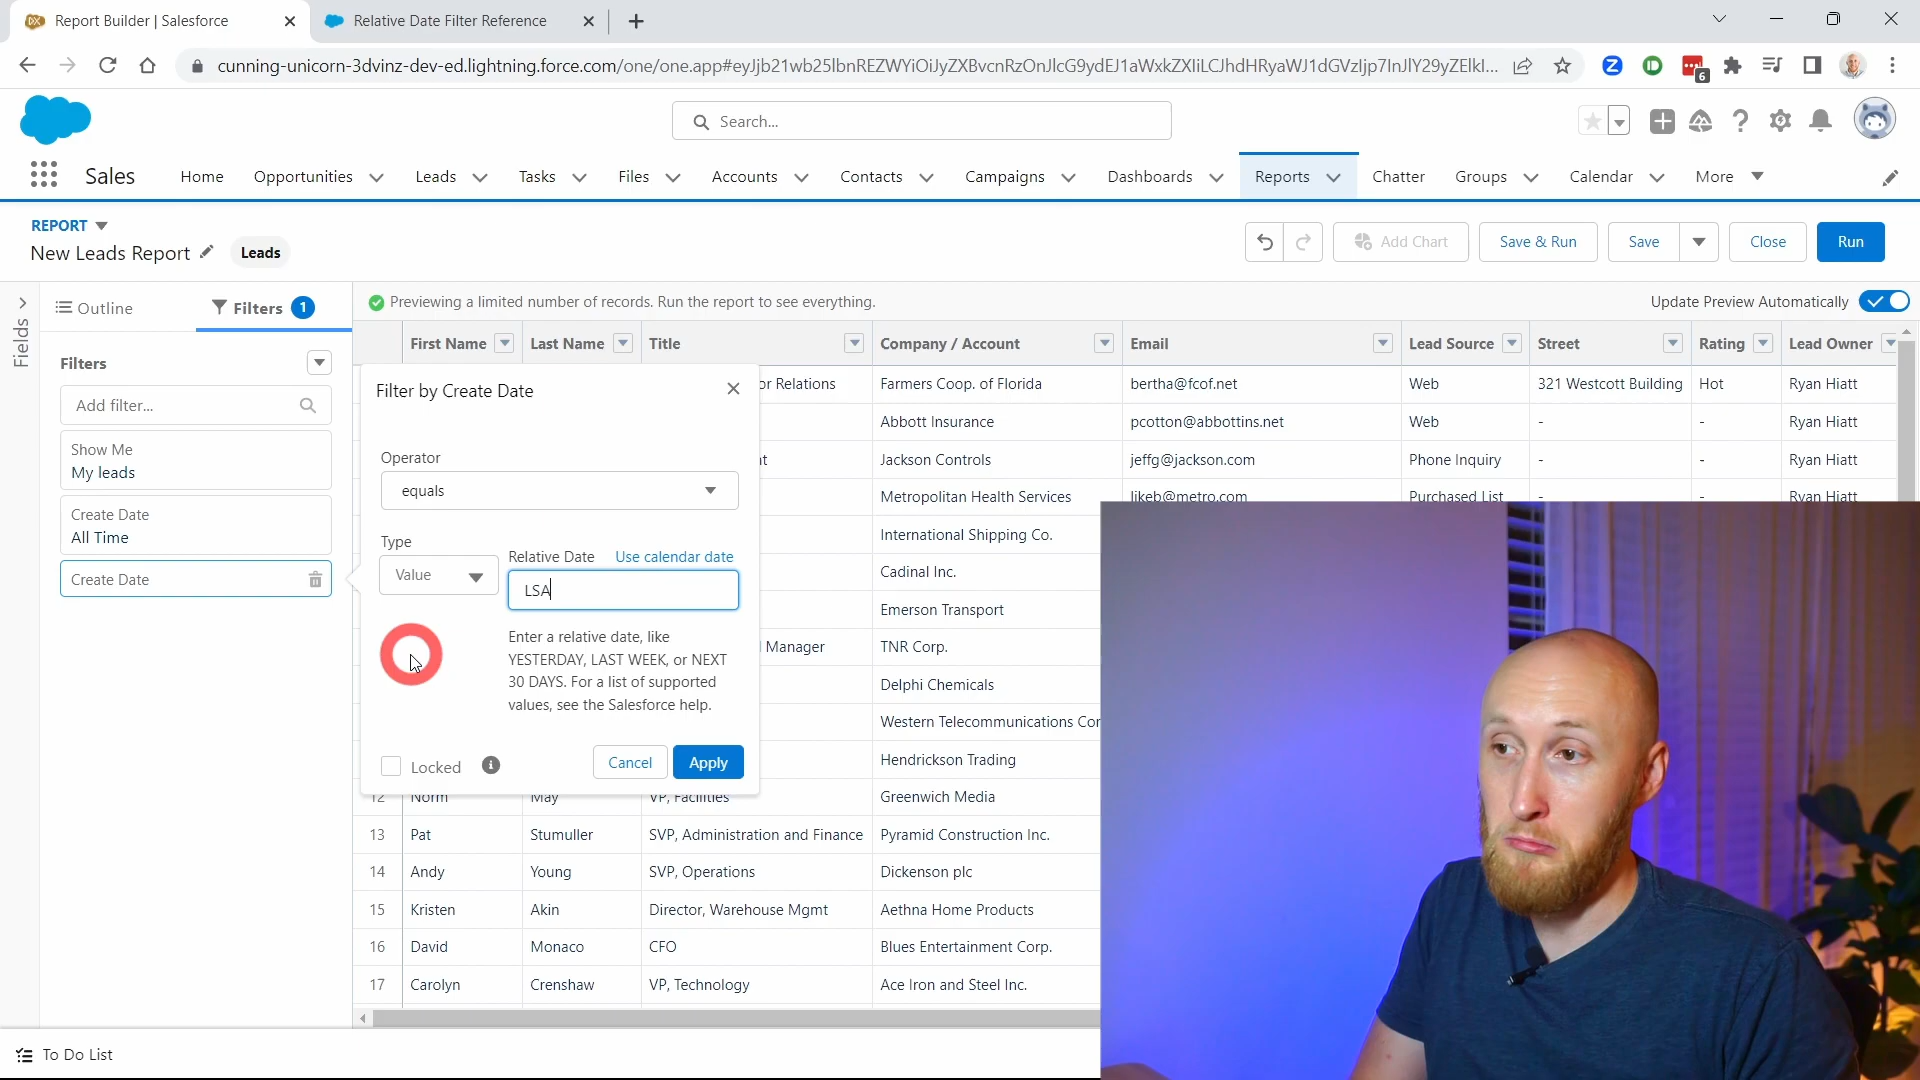 Report Builder | Salesforce
Relative Date Filter Reference
cunning-unicorn-3dvinz-dev-ed.lightning.force.com/one/one.app#eyJjb21wb25lbnREZWYiOiJyZXBvcnRzOnJlcG9ydEJ1aWxkZXIiLCJhdHRyaWJ1dGVzIjp7InJlY29yZElkI...
6
Search...
Sales
Home
Opportunities
Leads
Tasks
Files
Accounts
Contacts
Campaigns
Dashboards
Reports
Chatter
Groups
Calendar
More
REPORT
New Leads Report
Leads
Add Chart
Save & Run
Save
Close
Run
Fields
Outline
Filters 1
Previewing a limited number of records. Run the report to see everything.
Update Preview Automatically
Filters
Add filter...
Show Me
My leads
Create Date
All Time
Create Date
First Name Last Name Title Company / Account Email Lead Source Street Rating Lead Owner
or Relations Farmers Coop. of Florida bertha@fcof.net Web 321 Westcott Building Hot Ryan Hiatt
Abbott Insurance pcotton@abbottins.net Web - - Ryan Hiatt
Jackson Controls jeffg@jackson.com Phone Inquiry - - Ryan Hiatt
Metropolitan Health Services likeb@metro.com Purchased List - - Ryan Hiatt
International Shipping Co.
Cadinal Inc.
Emerson Transport
Manager TNR Corp.
Delphi Chemicals
Western Telecommunications Cor
Hendrickson Trading
12 Norm May VP, Facilities Greenwich Media
13 Pat Stumuller SVP, Administration and Finance Pyramid Construction Inc.
14 Andy Young SVP, Operations Dickenson plc
15 Kristen Akin Director, Warehouse Mgmt Aethna Home Products
16 David Monaco CFO Blues Entertainment Corp.
17 Carolyn Crenshaw VP, Technology Ace Iron and Steel Inc.
Filter by Create Date
Operator
equals
Type
Value
Relative Date Use calendar date
LSA
Enter a relative date, like
YESTERDAY, LAST WEEK, or NEXT
30 DAYS. For a list of supported
values, see the Salesforce help.
Locked
Cancel
Apply
To Do List